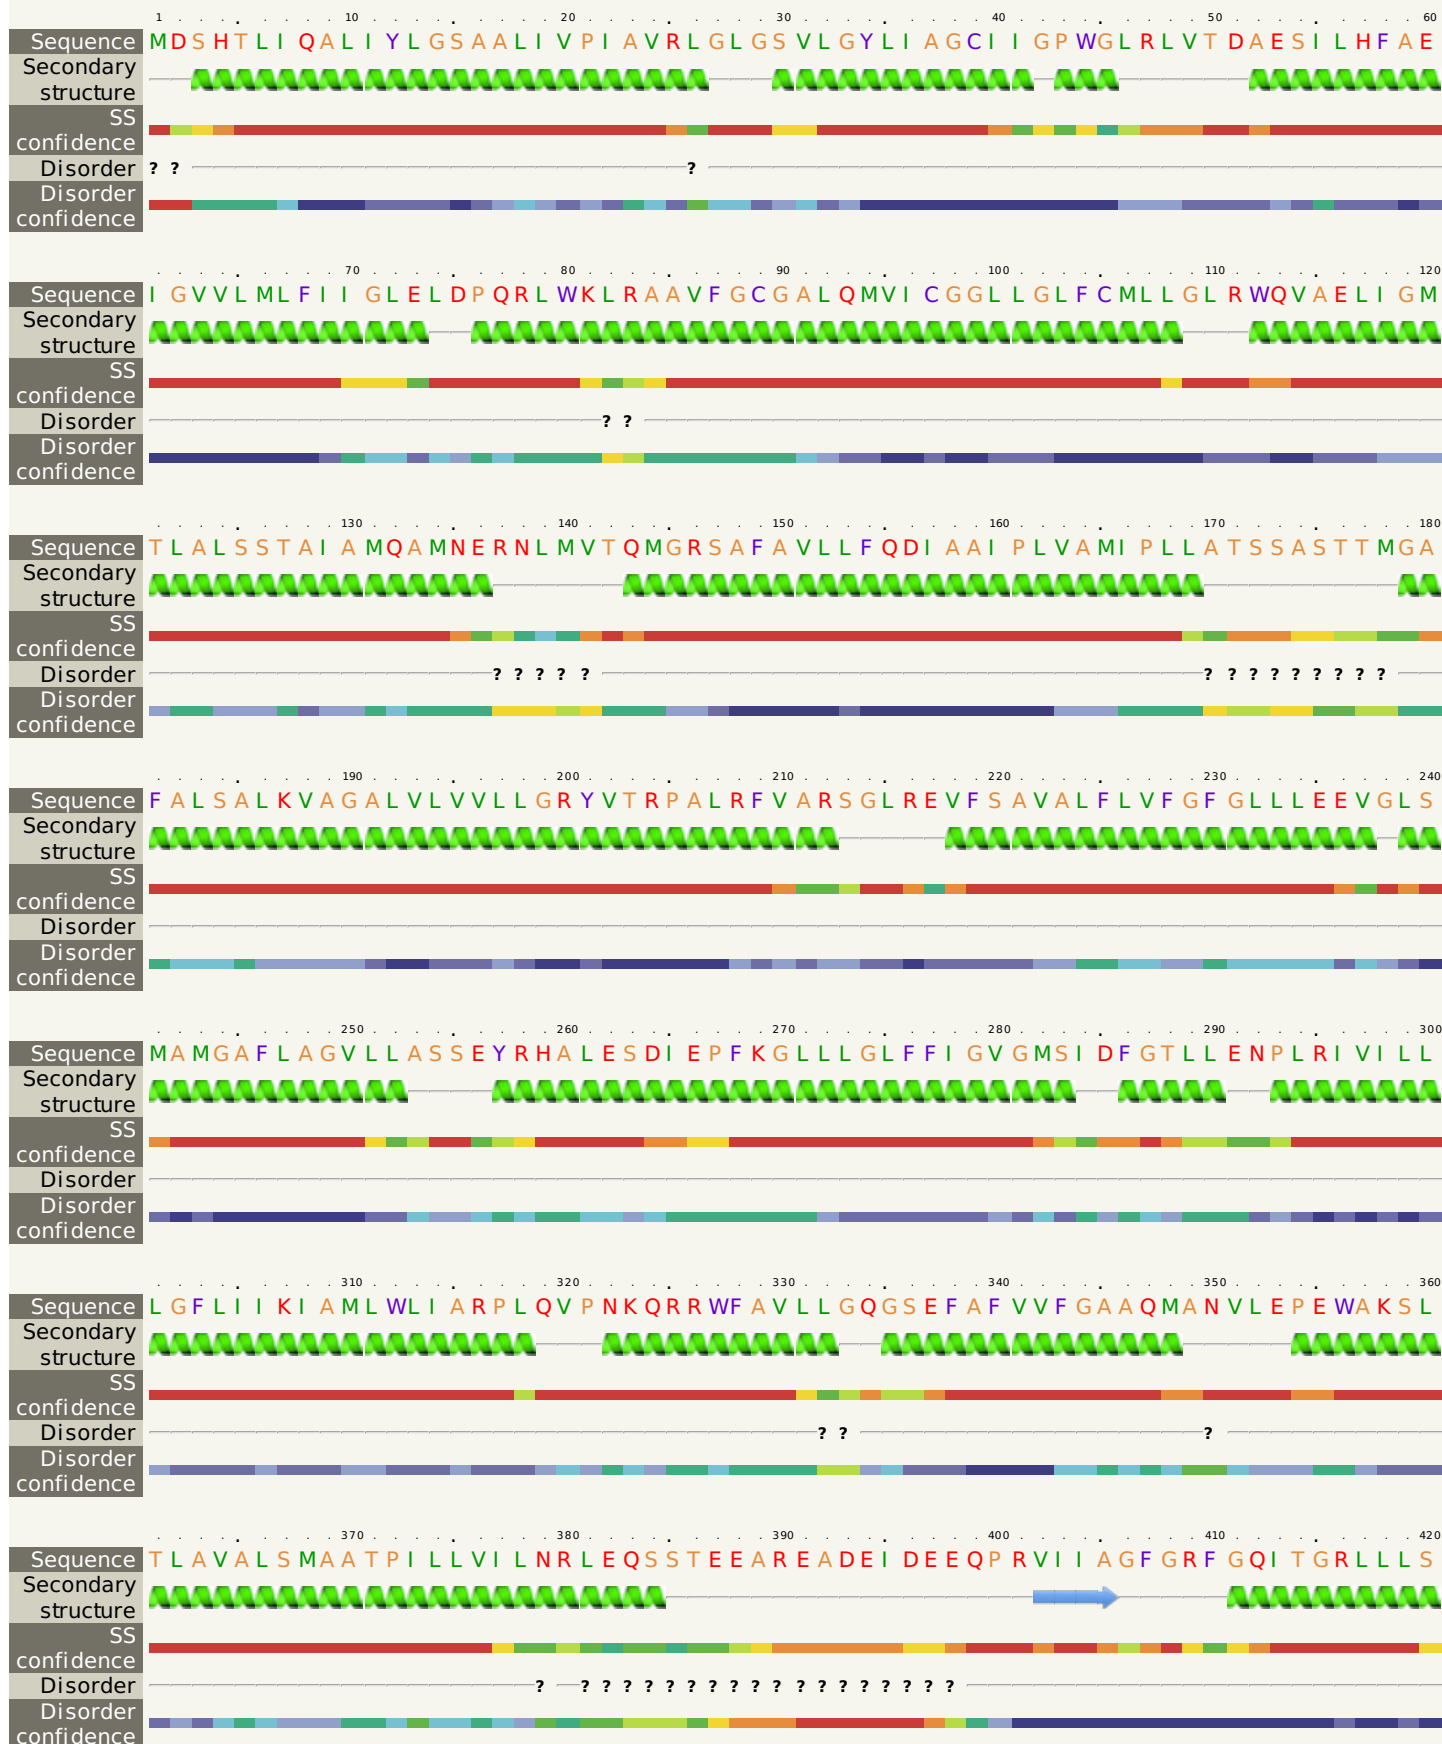 1 . . . . 10 . . . . 20 . . . . 30 . . . . 40 . . . . 50 . . . . 60
Sequence MDSHTLIQALIYLGSAALIVPIAVRLGLGSVLGYLIAGCIIGPWGLRLVTDAESILHFAE
Secondary
structure
SS
confidence
Disorder ? ? ?
Disorder
confidence
70 . . . . 80 . . . . 90 . . . . 100 . . . . 110 . . . . 120
Sequence IGVVLMLFIIGLELDPQRLWKLRAAVFGCGALQMVICGGLLGLFCMLLGLRWQVAELIGM
Secondary
structure
SS
confidence
Disorder ? ?
Disorder
confidence
130 . . . . 140 . . . . 150 . . . . 160 . . . . 170 . . . . 180
Sequence TLALSSTAIAMQAMNERNLMVTQMGRSAFAVLLFQDIAAIPLVAMIPLLATSSASTTMGA
Secondary
structure
SS
confidence
Disorder ? ? ? ? ? ? ? ? ? ? ? ? ? ?
Disorder
confidence
190 . . . . 200 . . . . 210 . . . . 220 . . . . 230 . . . . 240
Sequence FALSALKVAGALVLVVLLGRYVTRPALRFVARSGLREVFSAVALFLVFGFGLLLEEVGLS
Secondary
structure
SS
confidence
Disorder
Disorder
confidence
250 . . . . 260 . . . . 270 . . . . 280 . . . . 290 . . . . 300
Sequence MAMGAFLAGVLLASSEYRHALESDIEPFKGLLLGLFFIGVGMSIDFGTLLENPLRIVILL
Secondary
structure
SS
confidence
Disorder
Disorder
confidence
310 . . . . 320 . . . . 330 . . . . 340 . . . . 350 . . . . 360
Sequence LGFLIIKIAMLWLIARPLQVPNKQRRWFAVLLGQGSEFAFVVFGAAQMANVLEPEWAKSL
Secondary
structure
SS
confidence
Disorder ? ? ?
Disorder
confidence
370 . . . . 380 . . . . 390 . . . . 400 . . . . 410 . . . . 420
Sequence TLAVALSMAATPILLVILNRLEQSSTEEAREADEIDEEQPRVIIAGFGRFGQITGRLLLS
Secondary
structure
SS
confidence
Disorder ? ? ? ? ? ? ? ? ? ? ? ? ? ? ? ? ? ? ?
Disorder
confidence